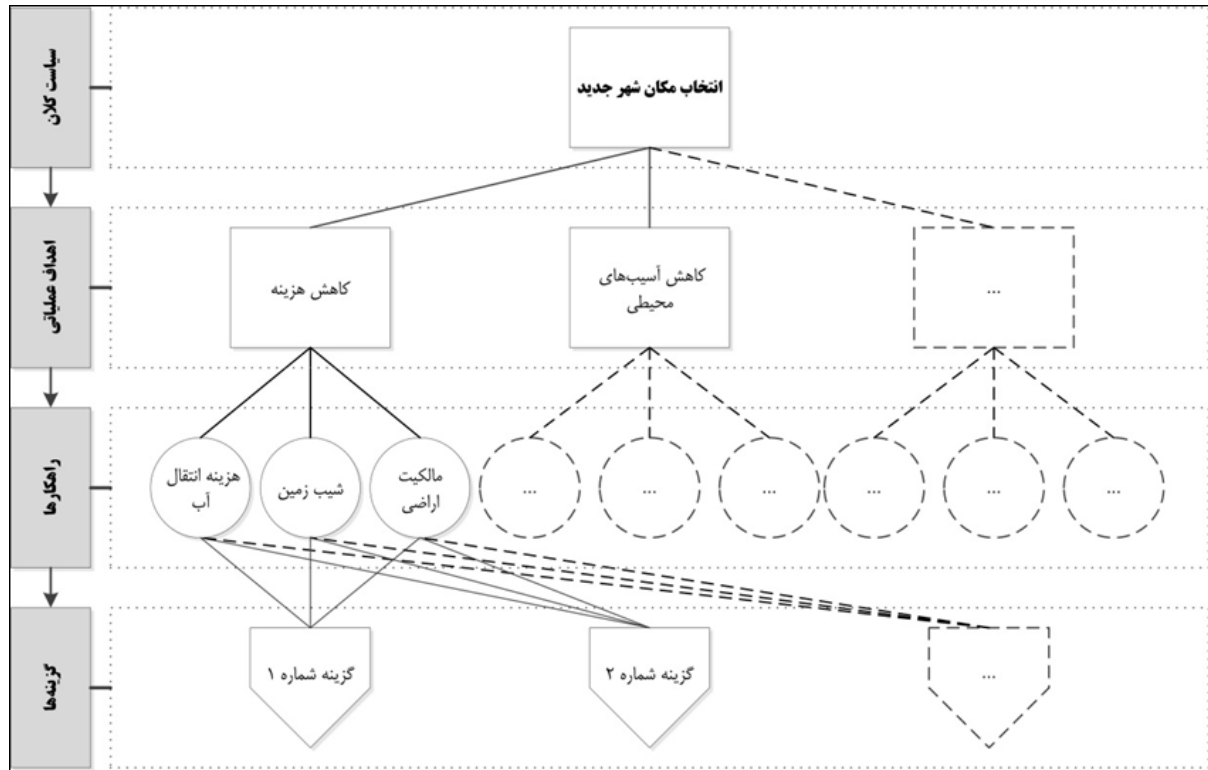 سیاست کلان
انتخاب مکان شهر جدید
اهداف عملیاتی
کاهش هزینه
کاهش آسیب‌های
محیطی
...
راهکارها
هزینه انتقال
آب
شیب زمین
مالکیت
اراضی
...
...
...
...
...
...
گزینه‌ها
گزینه شماره ۱
گزینه شماره ۲
...